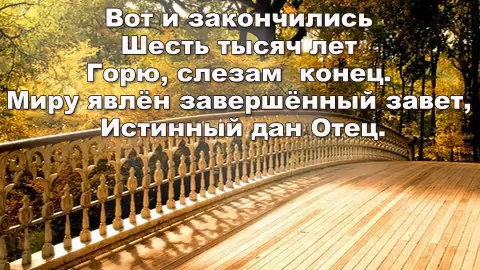 Вот и закончились
Шесть тысяч лет
Горю, слезам конец.
Миру явлён завершённый завет,
Истинный дан Отец.